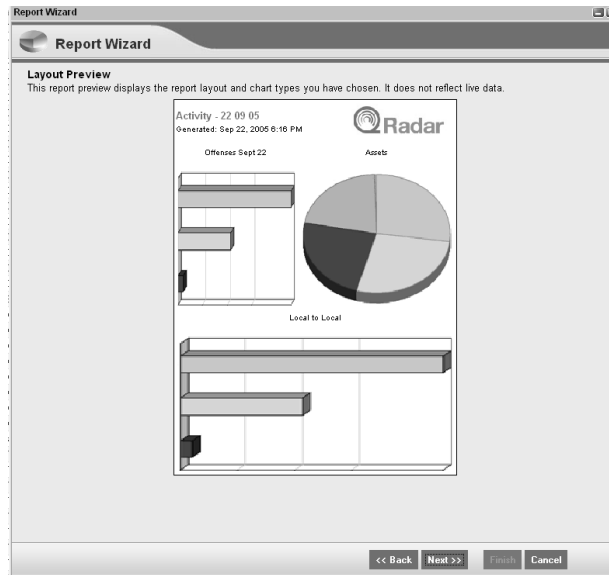 Report Wizard
Report Wizard
Layout Preview
This report preview displays the report layout and chart types you have chosen. It does not reflect live data.
Activity - 22 09 05
Generated: Sep 22, 2005 6:16 PM
QRadar
Offenses Sept 22
Assets
Local to Local
<< Back
Next >>
Finish
Cancel